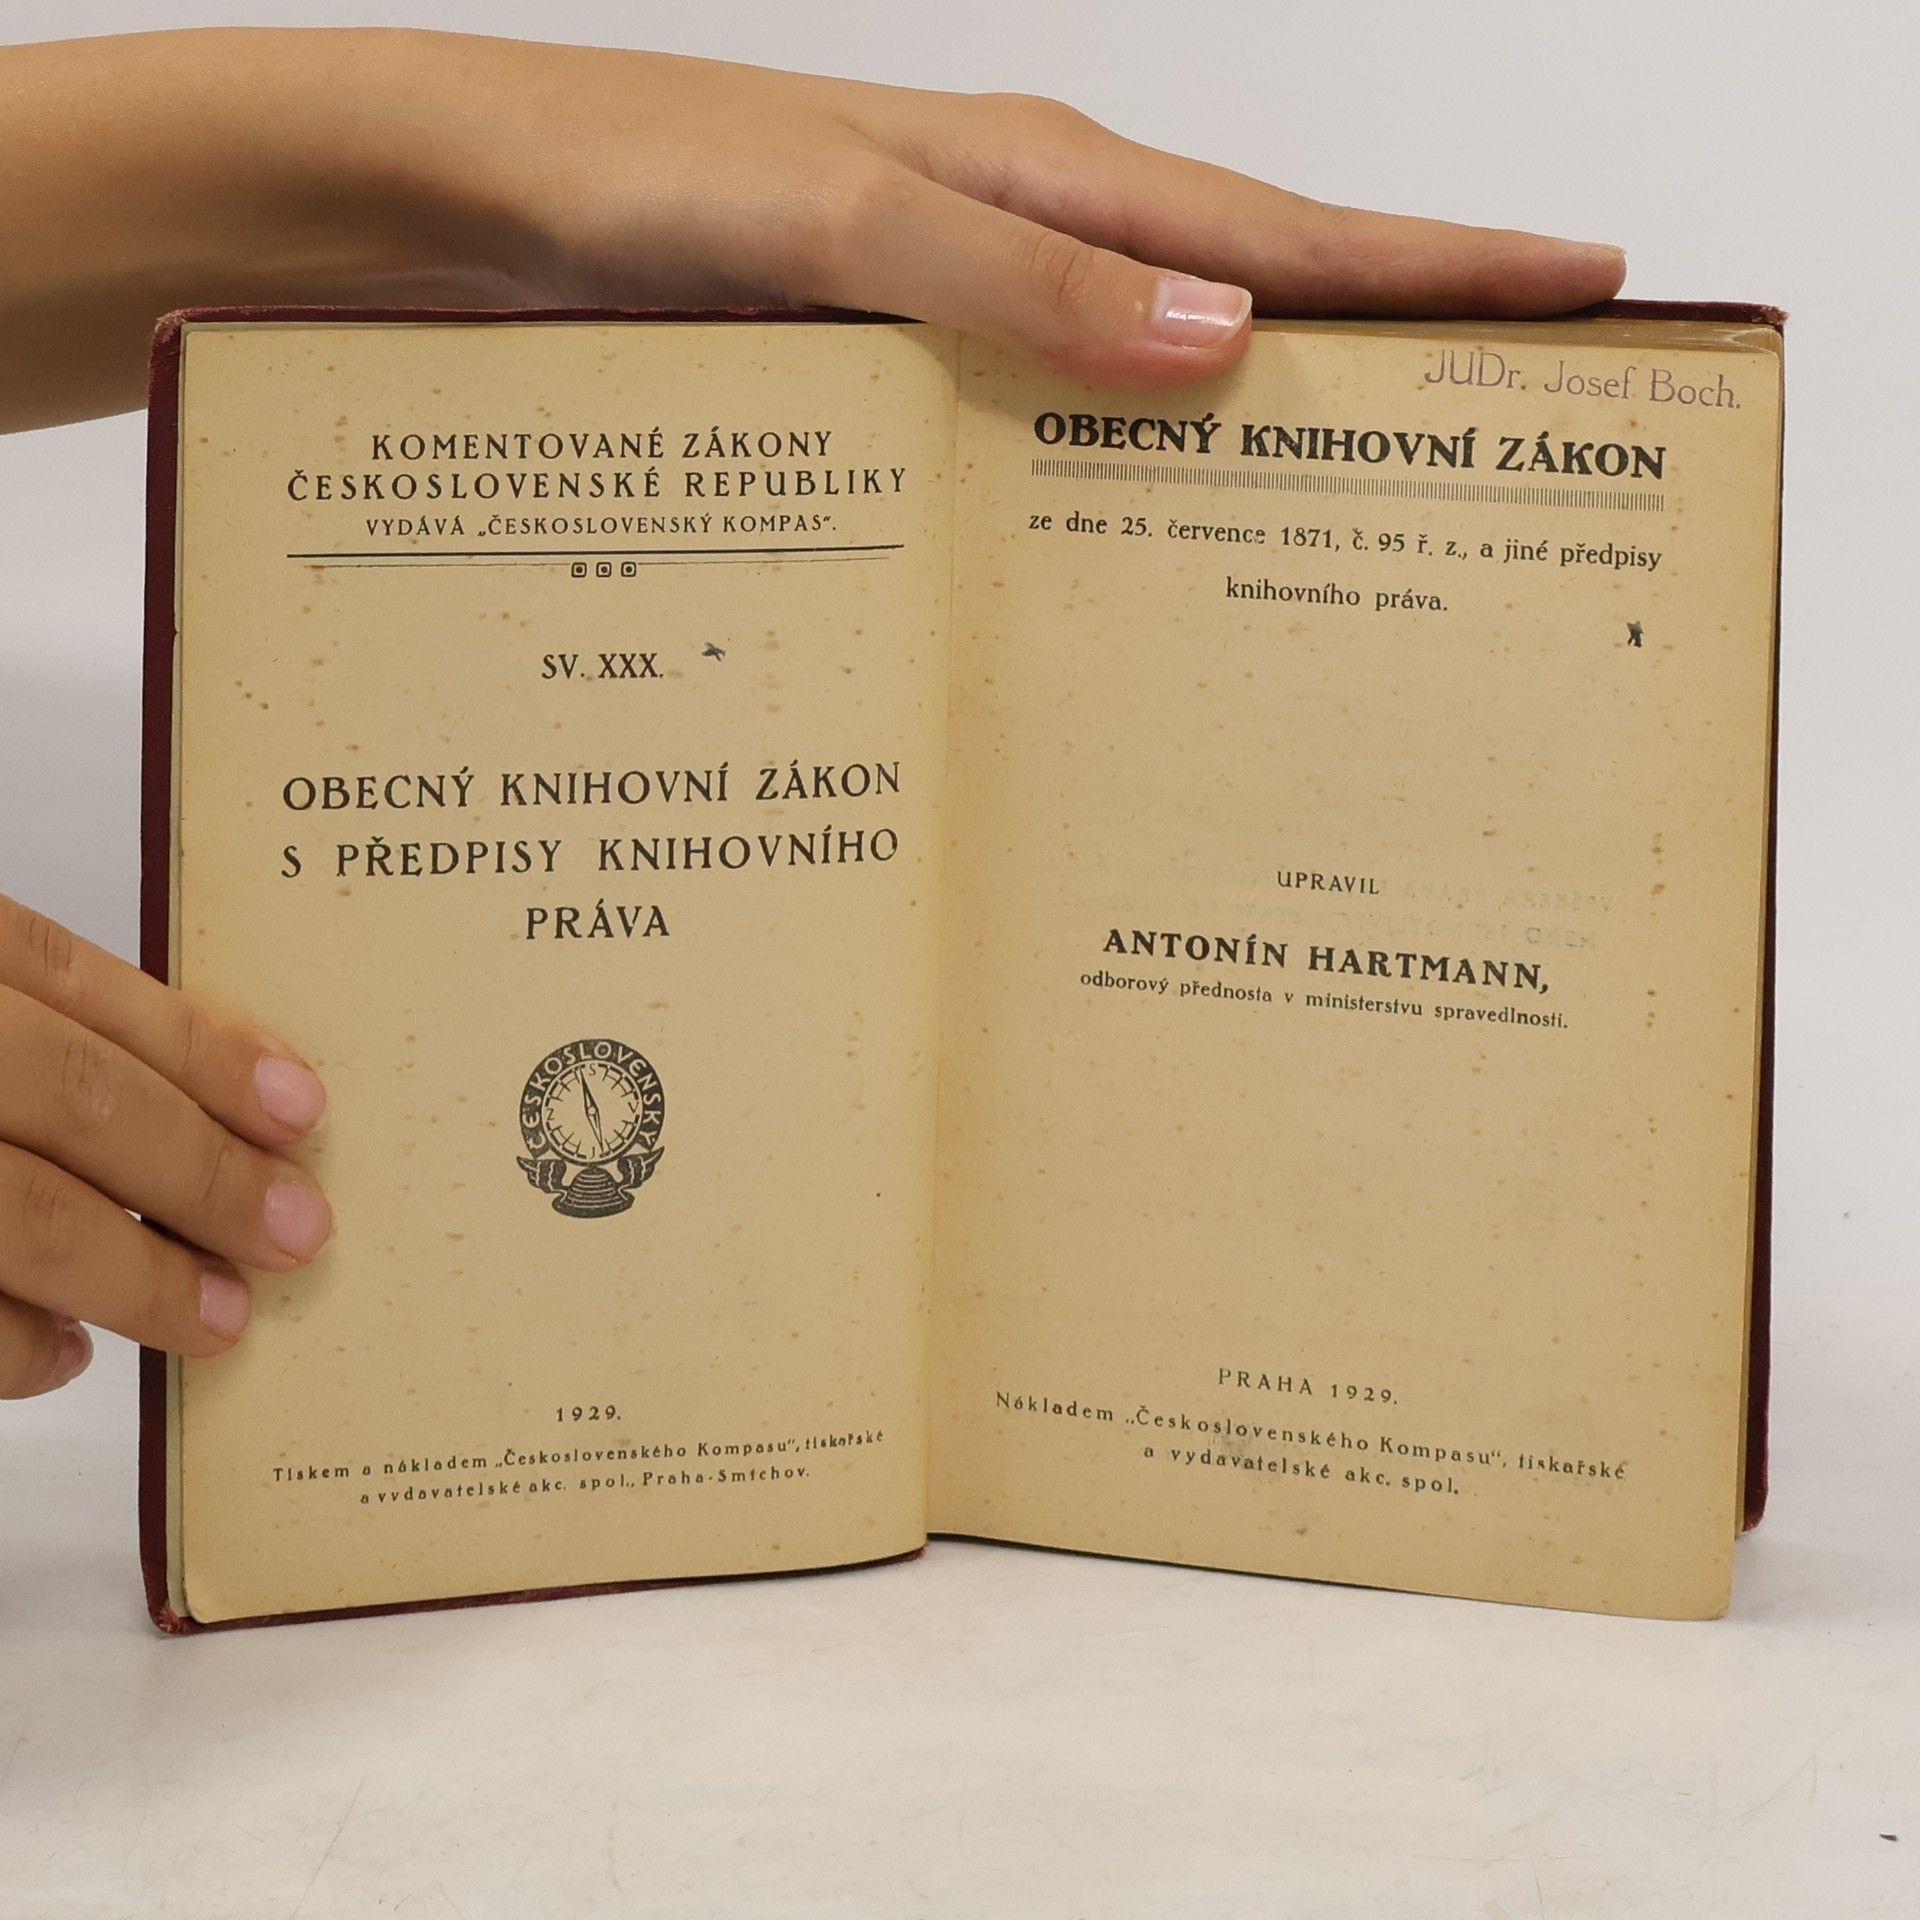 KOMENTOVANÉ ZÁKONY
ČESKOSLOVENSKÉ REPUBLIKY
VYDÁVÁ „ČESKOSLOVENSKÝ KOMPAS“.
SV. XXX.
OBECNÝ KNIHOVNÍ ZÁKON
S PŘEDPISY KNIHOVNÍHO
PRÁVA
ČESKOSLOVENSKÝ
S
V
J
Z
1929.
Tiskem a nákladem „Československého Kompasu“, tiskařské
a vydavatelské akc. spol., Praha-Smíchov.
JUDr. Josef Boch.
OBECNÝ KNIHOVNÍ ZÁKON
ze dne 25. července 1871, č. 95 ř. z., a jiné předpisy
knihovního práva.
UPRAVIL
ANTONÍN HARTMANN,
odborový přednosta v ministerstvu spravedlnosti.
PRAHA 1929.
Nákladem „Československého Kompasu“, tiskařské
a vydavatelské akc. spol.